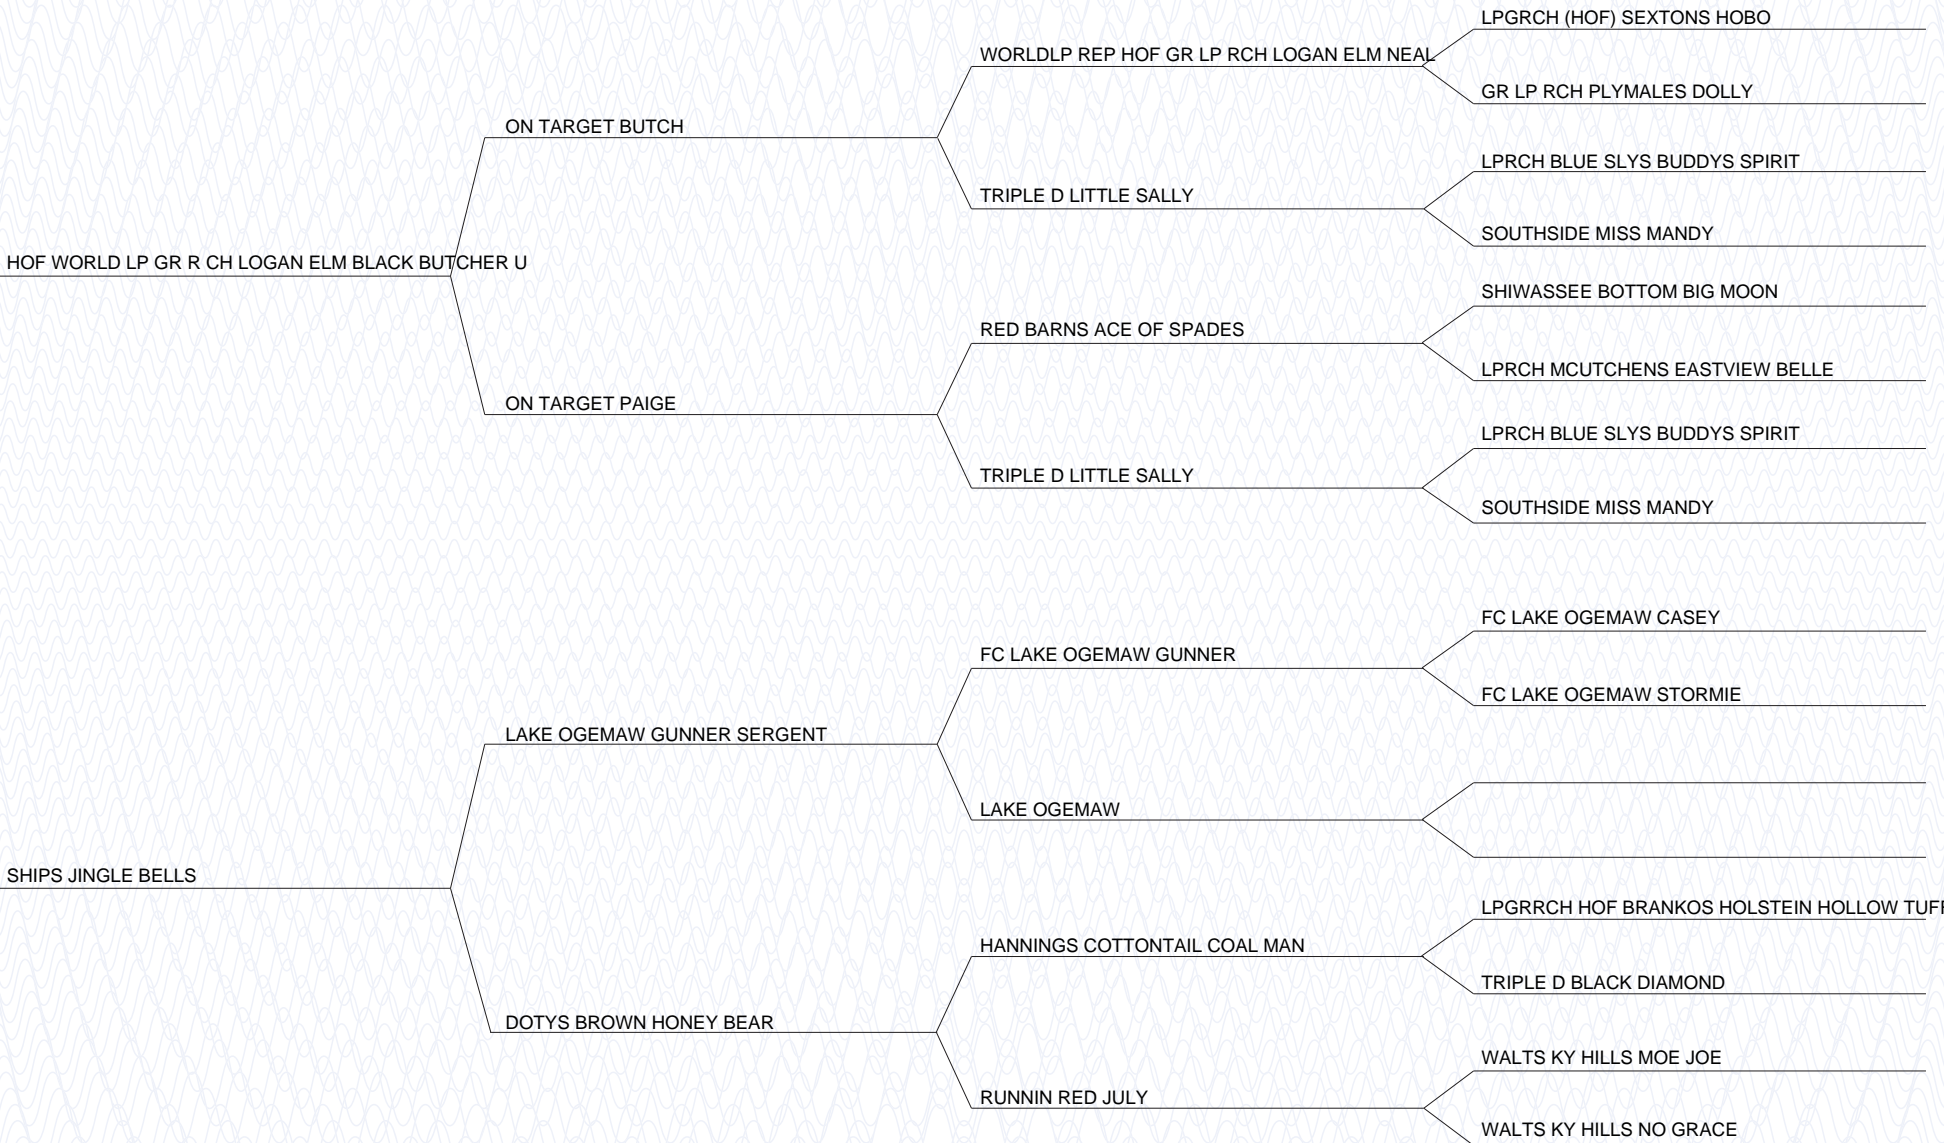 LPGRCH (HOF) SEXTONS HOBO
WORLDLP REP HOF GR LP RCH LOGAN ELM NEAL
GR LP RCH PLYMALES DOLLY
ON TARGET BUTCH
LPRCH BLUE SLYS BUDDYS SPIRIT
TRIPLE D LITTLE SALLY
SOUTHSIDE MISS MANDY
HOF WORLD LP GR R CH LOGAN ELM BLACK BUTCHER U
SHIWASSEE BOTTOM BIG MOON
RED BARNS ACE OF SPADES
LPRCH MCUTCHENS EASTVIEW BELLE
ON TARGET PAIGE
LPRCH BLUE SLYS BUDDYS SPIRIT
TRIPLE D LITTLE SALLY
SOUTHSIDE MISS MANDY
FC LAKE OGEMAW CASEY
FC LAKE OGEMAW GUNNER
FC LAKE OGEMAW STORMIE
LAKE OGEMAW GUNNER SERGENT
LAKE OGEMAW
SHIPS JINGLE BELLS
LPGRRCH HOF BRANKOS HOLSTEIN HOLLOW
HANNINGS COTTONTAIL COAL MAN
TRIPLE D BLACK DIAMOND
DOTYS BROWN HONEY BEAR
WALTS KY HILLS MOE JOE
RUNNIN RED JULY
WALTS KY HILLS NO GRACE